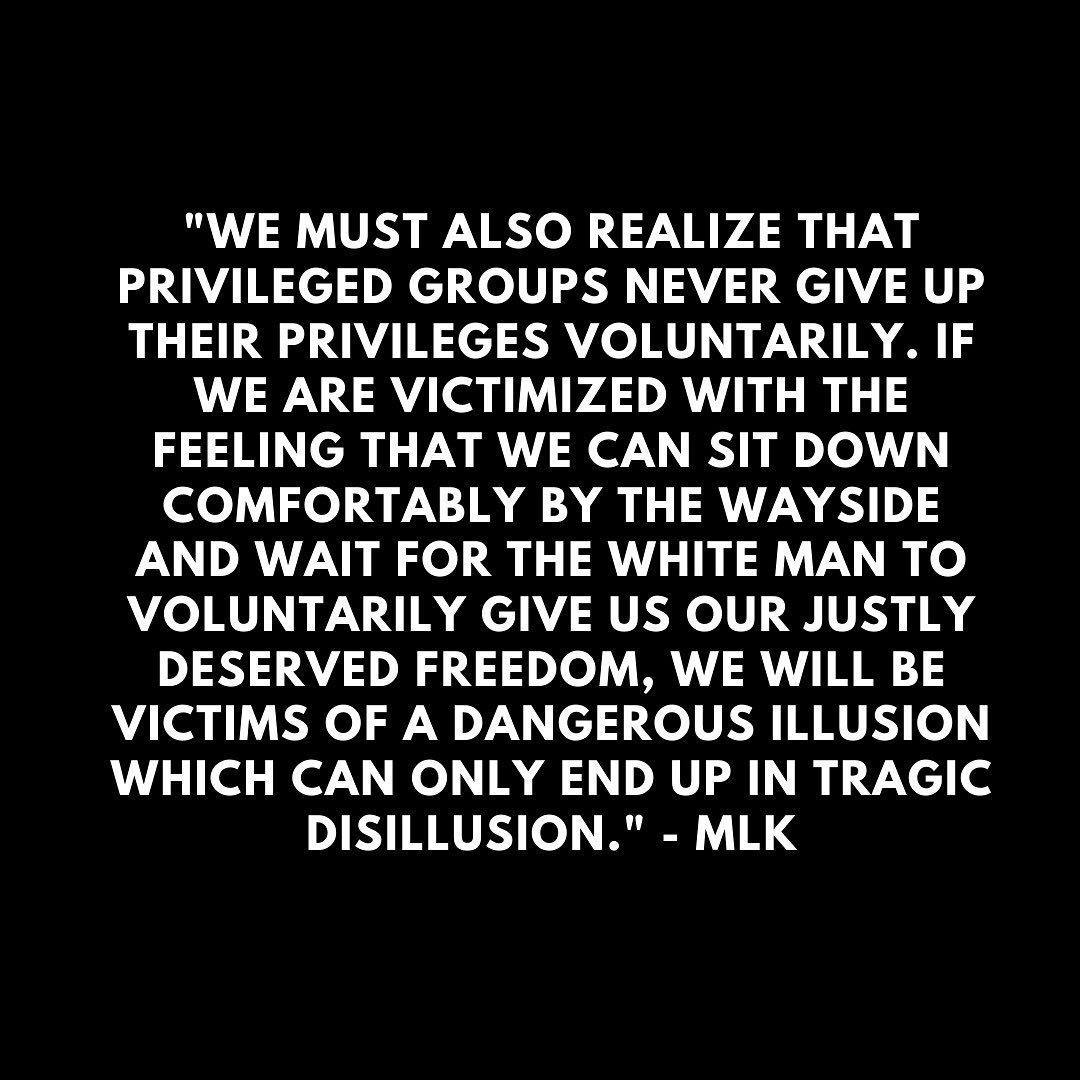 "WE MUST ALSO REALIZE THAT
PRIVILEGED GROUPS NEVER GIVE UP
THEIR PRIVILEGES VOLUNTARILY. IF
WE ARE VICTIMIZED WITH THE
FEELING THAT WE CAN SIT DOWN
COMFORTABLY BY THE WAYSIDE
AND WAIT FOR THE WHITE MAN TO
VOLUNTARILY GIVE US OUR JUSTLY
DESERVED FREEDOM, WE WILL BE
VICTIMS OF A DANGEROUS ILLUSION
WHICH CAN ONLY END UP IN TRAGIC
DISILLUSION." - MLK